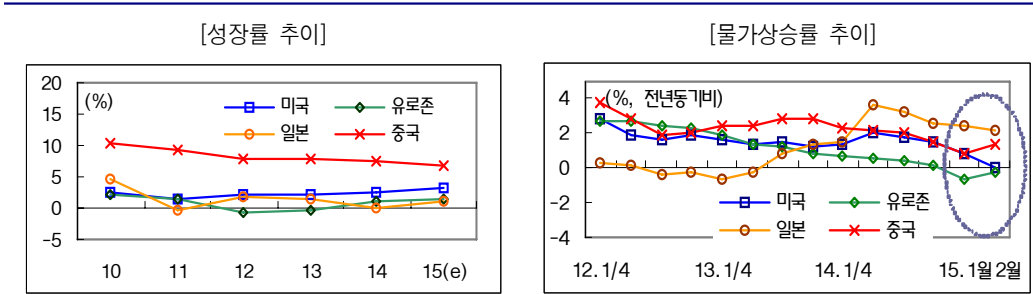 [성장률 추이]
20
15
10
5
0
-5
(%)
미국
유로존
일본
중국
10
11
12
13
14
15(e)
[물가상승률 추이]
4
2
0
-2
-4
(%, 전년동기비)
미국
유로존
일본
중국
12.1/4
13.1/4
14.1/4
15.1월 2월